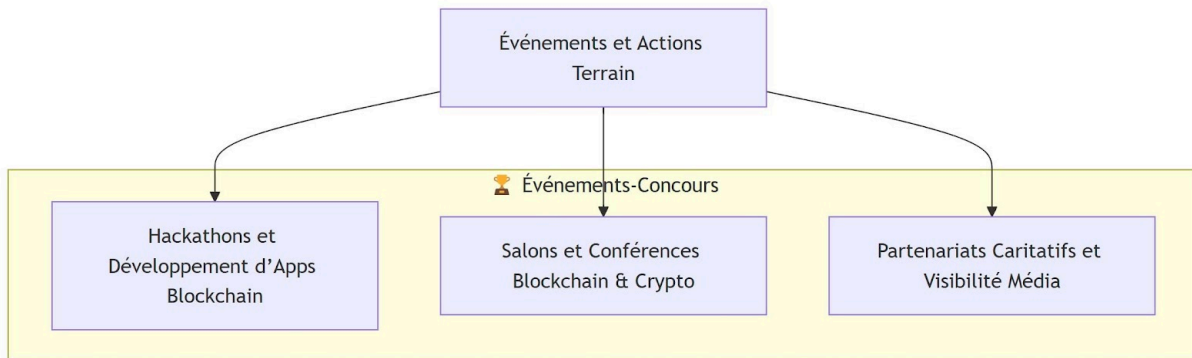 Événements et Actions
Terrain
🏆 Événements-Concours
Hackathons et
Développement d’Apps
Blockchain
Salons et Conférences
Blockchain & Crypto
Partenariats Caritatifs et
Visibilité Média